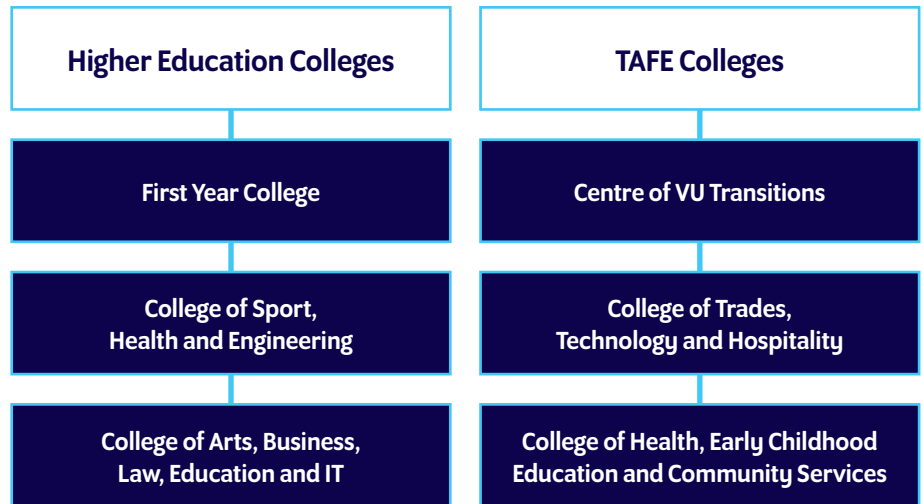 Higher Education Colleges
First Year College
College of Sport,
Health and Engineering
College of Arts, Business,
Law, Education and IT
TAFE Colleges
Centre of VU Transitions
College of Trades,
Technology and Hospitality
College of Health, Early Childhood
Education and Community Services